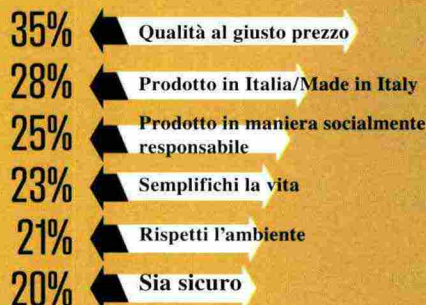 35% Qualità al giusto prezzo
28% Prodotto in Italia/Made in Italy
25% Prodotto in maniera socialmente
responsabile
23% Semplifichi la vita
21% Rispetti l'ambiente
20% Sia sicuro